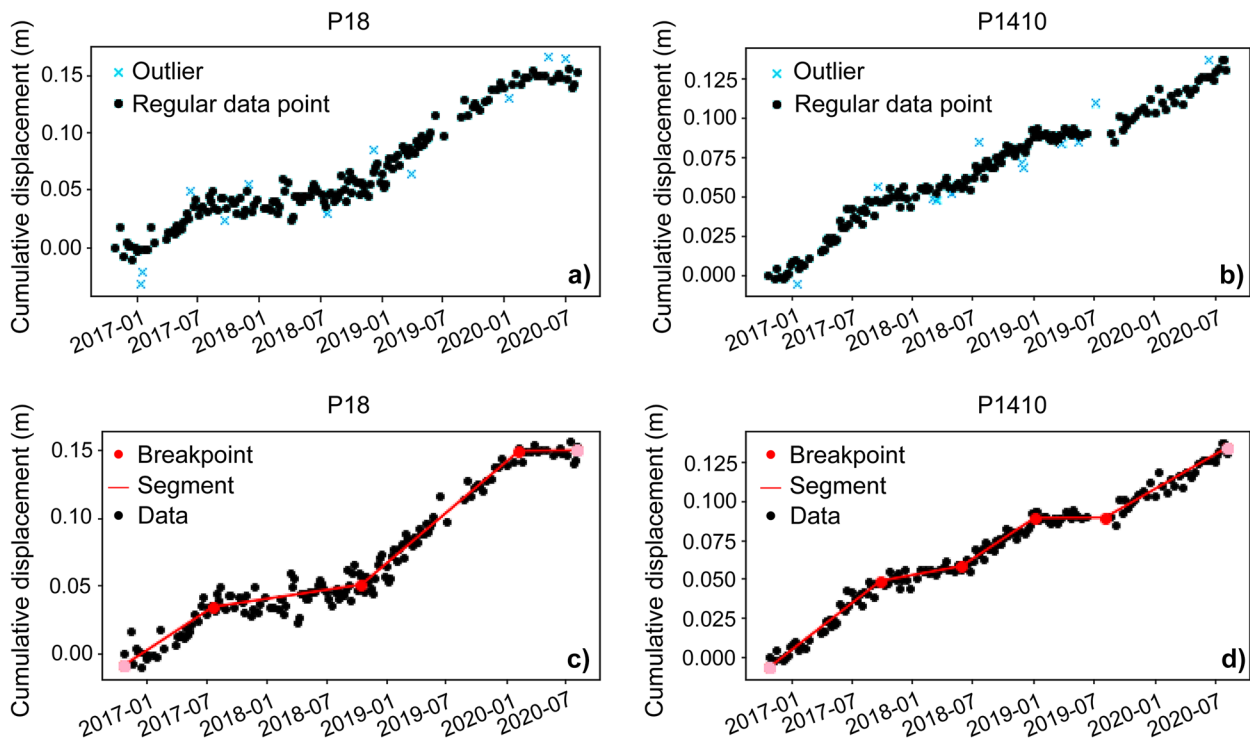 P18
Cumulative displacement (m)
0.15
0.10
0.05
0.00
Outlier
Regular data point
a)
2017-01
2017-07
2018-01
2018-07
2019-01
2019-07
2020-01
2020-07
P1410
Cumulative displacement (m)
0.125
0.100
0.075
0.050
0.025
0.000
Outlier
Regular data point
b)
2017-01
2017-07
2018-01
2018-07
2019-01
2019-07
2020-01
2020-07
P18
Cumulative displacement (m)
0.15
0.10
0.05
0.00
Breakpoint
Segment
Data
c)
2017-01
2017-07
2018-01
2018-07
2019-01
2019-07
2020-01
2020-07
P1410
Cumulative displacement (m)
0.125
0.100
0.075
0.050
0.025
0.000
Breakpoint
Segment
Data
d)
2017-01
2017-07
2018-01
2018-07
2019-01
2019-07
2020-01
2020-07